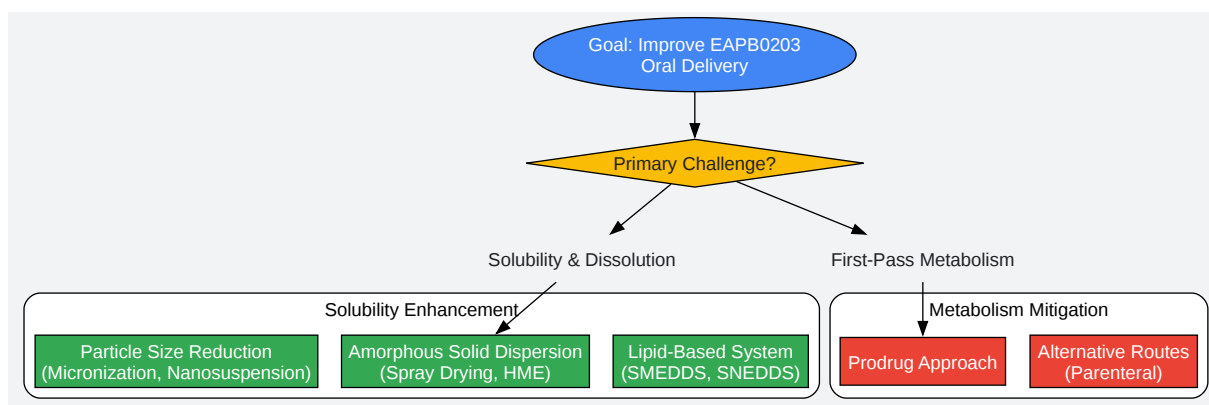 Goal: Improve EAPB0203
Oral Delivery
Primary Challenge?
Solubility & Dissolution
First-Pass Metabolism
Solubility Enhancement
Particle Size Reduction
(Micronization, Nanosuspension)
Amorphous Solid Dispersion
(Spray Drying, HME)
Lipid-Based System
(SMEDDS, SNEDDS)
Metabolism Mitigation
Prodrug Approach
Alternative Routes
(Parenteral)